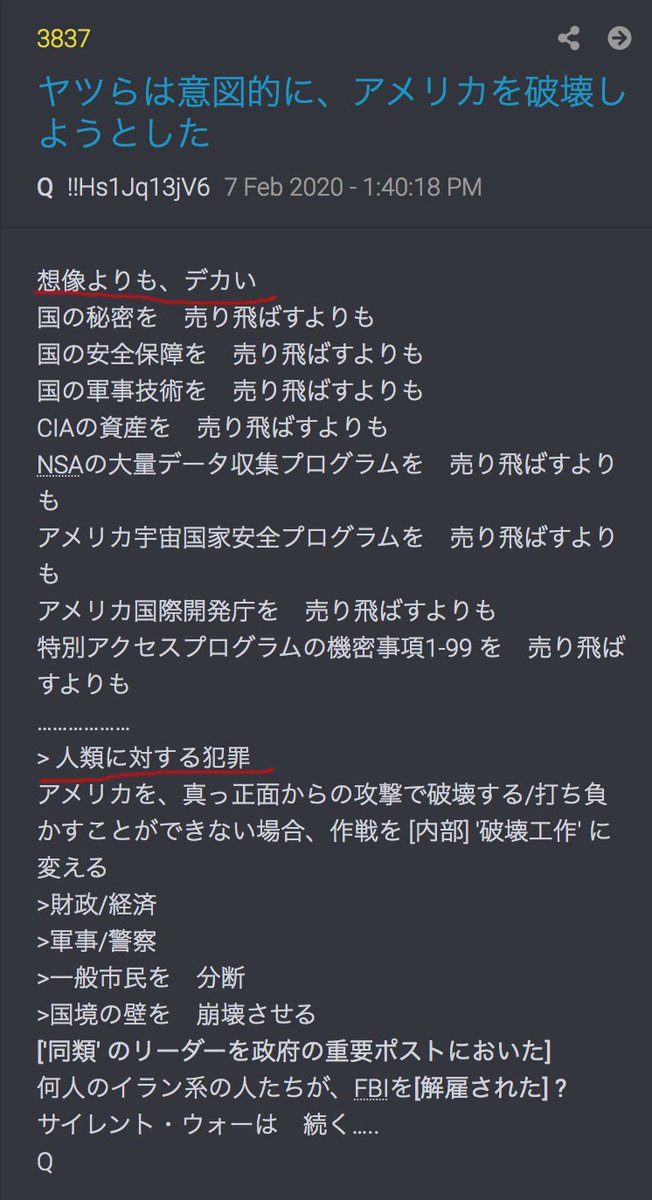 3837
ヤツらは意図的に、アメリカを破壊し
ようとした
Q !!Hs1Jq13jV6 7 Feb 2020 - 1:40:18 PM
想像よりも、デカい
国の秘密を　売り飛ばすよりも
国の安全保障を　売り飛ばすよりも
国の軍事技術を　売り飛ばすよりも
CIAの資産を　売り飛ばすよりも
NSAの大量データ収集プログラムを　売り飛ばすより
も
アメリカ宇宙国家安全プログラムを　売り飛ばすより
も
アメリカ国際開発庁を　売り飛ばすよりも
特別アクセスプログラムの機密事項1-99 を　売り飛ば
すよりも
………………
> 人類に対する犯罪
アメリカを、真っ正面からの攻撃で破壊する/打ち負
かすことができない場合、作戦を [内部] '破壊工作' に
変える
>財政/経済
>軍事/警察
>一般市民を　分断
>国境の壁を　崩壊させる
['同類' のリーダーを政府の重要ポストにおいた]
何人のイラン系の人たちが、FBIを[解雇された] ?
サイレント・ウォーは　続く…..
Q